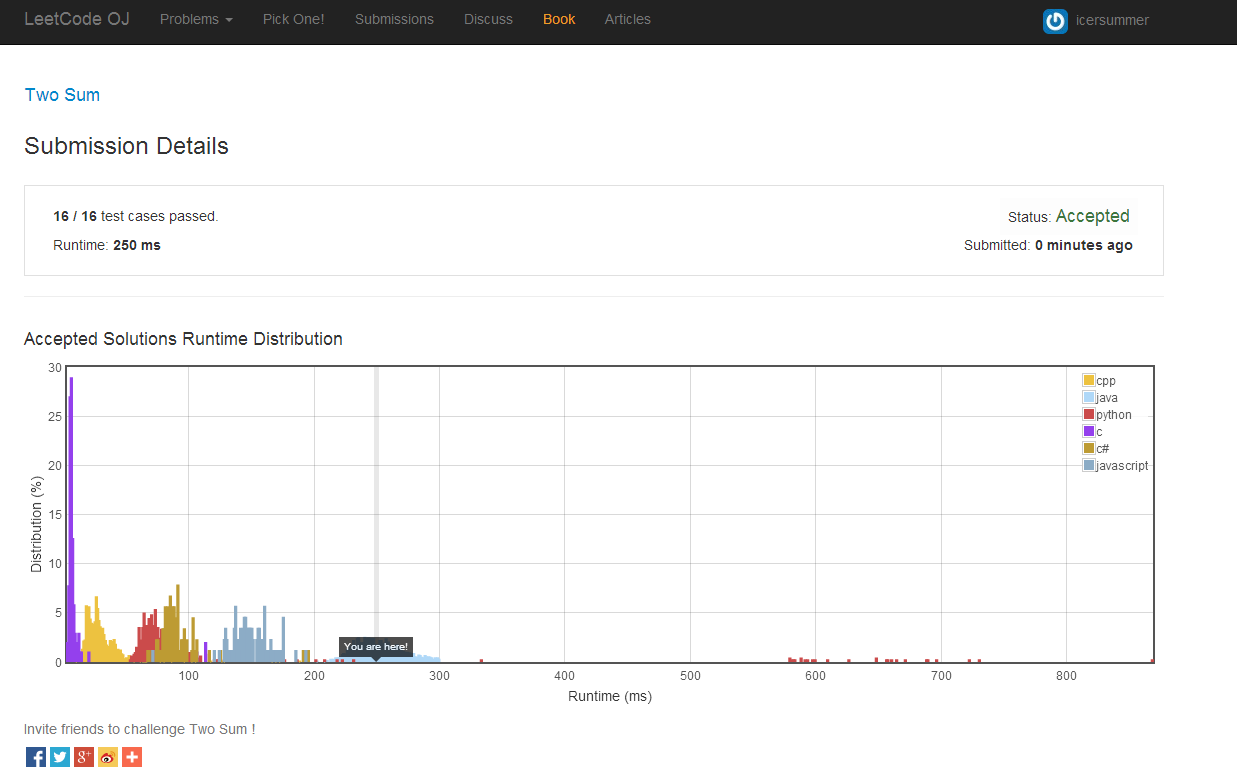 LeetCode OJ Problems Pick One! Submissions Discuss Book Articles icersummer
Two Sum
Submission Details
16 / 16 test cases passed. Status: Accepted
Runtime: 250 ms Submitted: 0 minutes ago
Accepted Solutions Runtime Distribution
30
25
20
15
10
5
0
Distribution (%)
cpp
java
python
c
c#
javascript
You are here!
100 200 300 400 500 600 700 800
Runtime (ms)
Invite friends to challenge Two Sum !
f g+